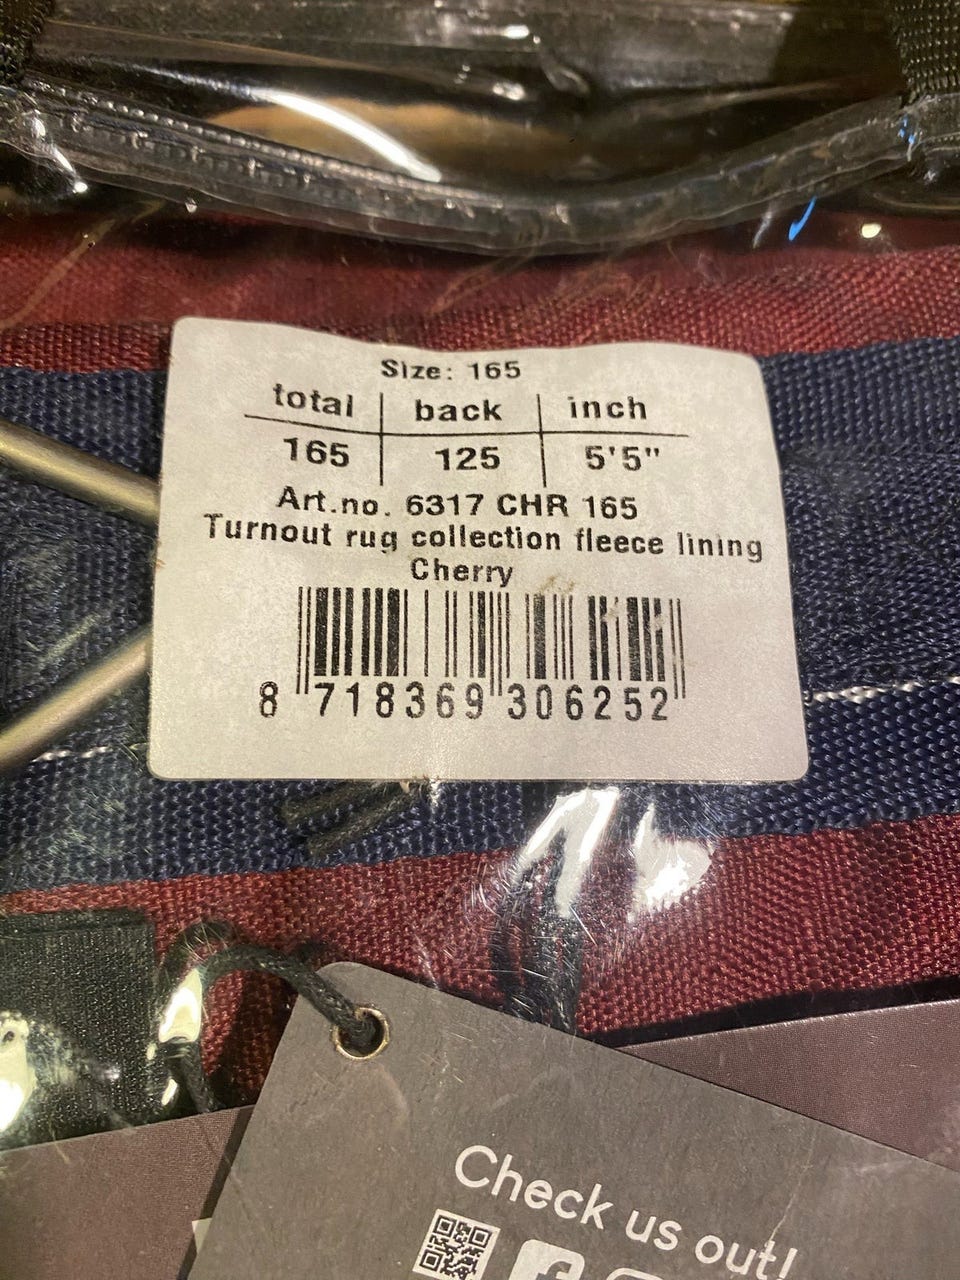 Size: 165
total back inch
165 125 5'5"
Art.no. 6317 CHR 165
Turnout rug collection fleece lining
Cherry
8 718369 306252
Check us out!